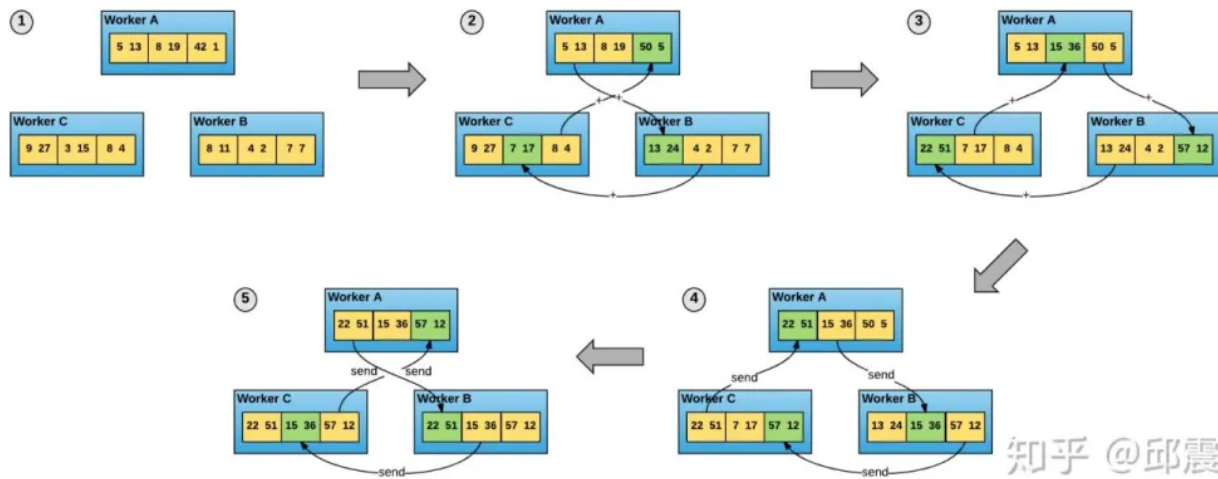 1
Worker A
5 13 8 19 42 1
Worker C
9 27 3 15 8 4
Worker B
8 11 4 2 7 7
2
Worker A
5 13 8 19 50 5
+ +
Worker C
9 27 7 17 8 4
Worker B
13 24 4 2 7 7
+
3
Worker A
5 13 15 36 50 5
+ +
Worker C
22 51 7 17 8 4
Worker B
13 24 4 2 57 12
+
5
Worker A
22 51 15 36 57 12
send send
Worker C
22 51 15 36 57 12
Worker B
22 51 15 36 57 12
send
4
Worker A
22 51 15 36 50 5
send send
Worker C
22 51 7 17 57 12
Worker B
13 24 15 36 57 12
send
知乎 @邱震